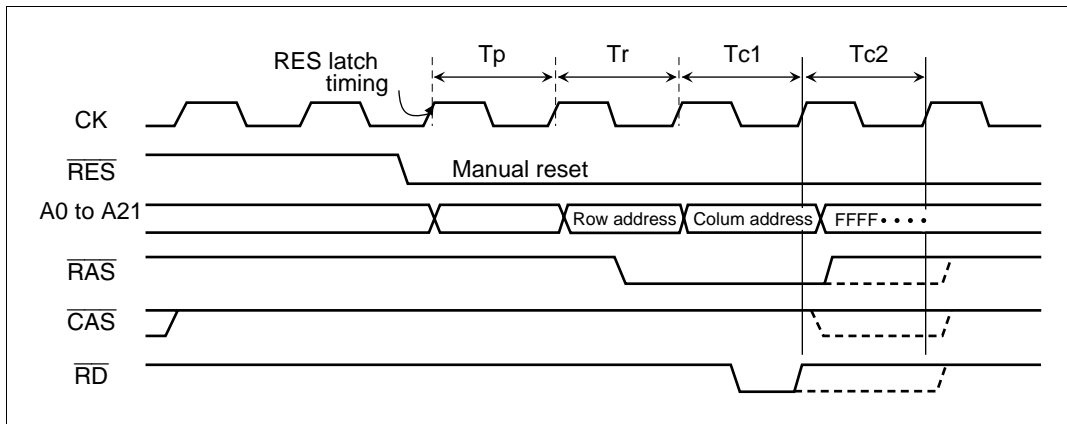 RES latch
timing
Tp
Tr
Tc1
Tc2
CK
RES
Manual reset
A0 to A21
Row address
Colum address
FFFF••••
RAS
CAS
RD